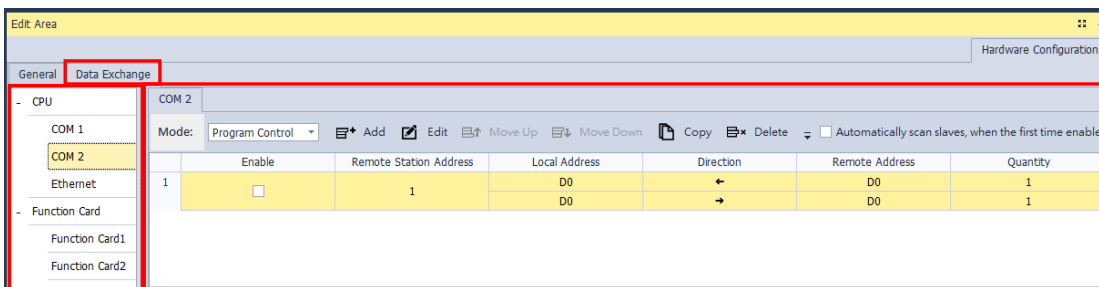 Edit Area
Hardware Configuration
General Data Exchange
- CPU
COM 1
COM 2
Ethernet
- Function Card
Function Card1
Function Card2
COM 2
Mode: Program Control Add Edit Move Up Move Down Copy Delete Automatically scan slaves, when the first time enable
Enable Remote Station Address Local Address Direction Remote Address Quantity
1 1 D0 ← D0 1
D0 → D0 1